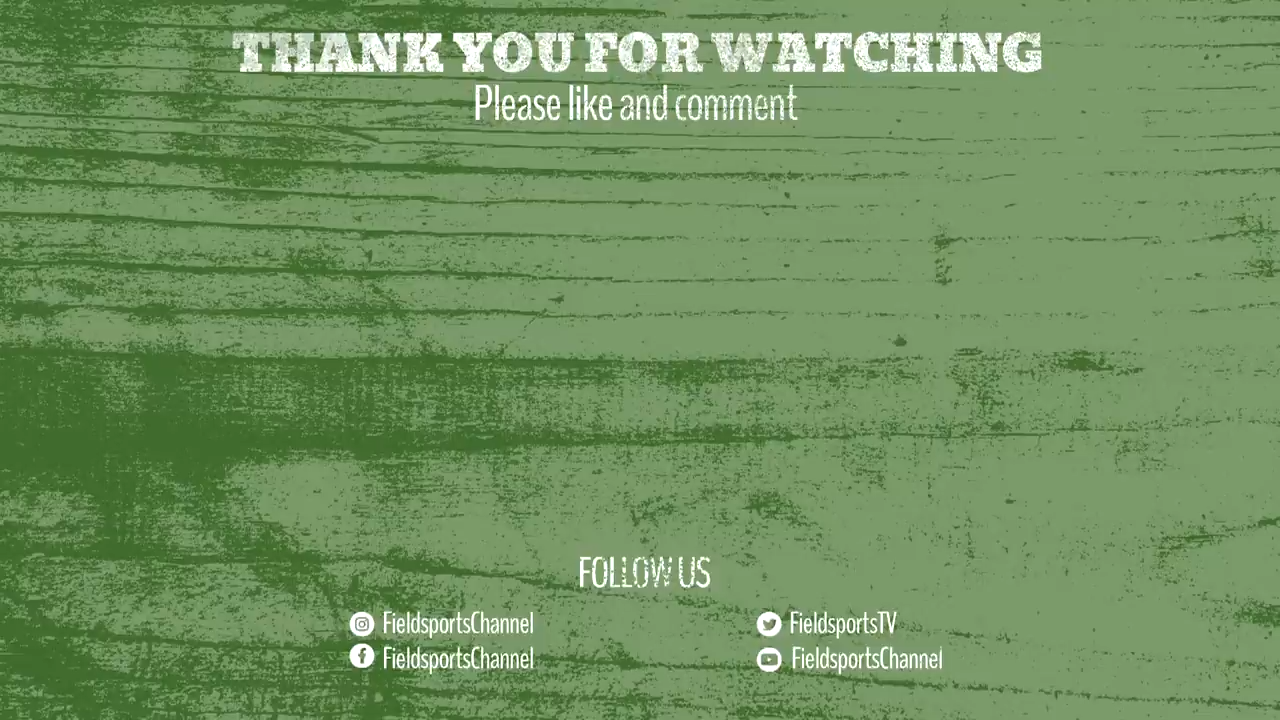 THANK YOU FOR WATCHING
Please like and comment
FOLLOW US
FieldsportsChannel
FieldsportsTV
FieldsportsChannel
FieldsportsChannel